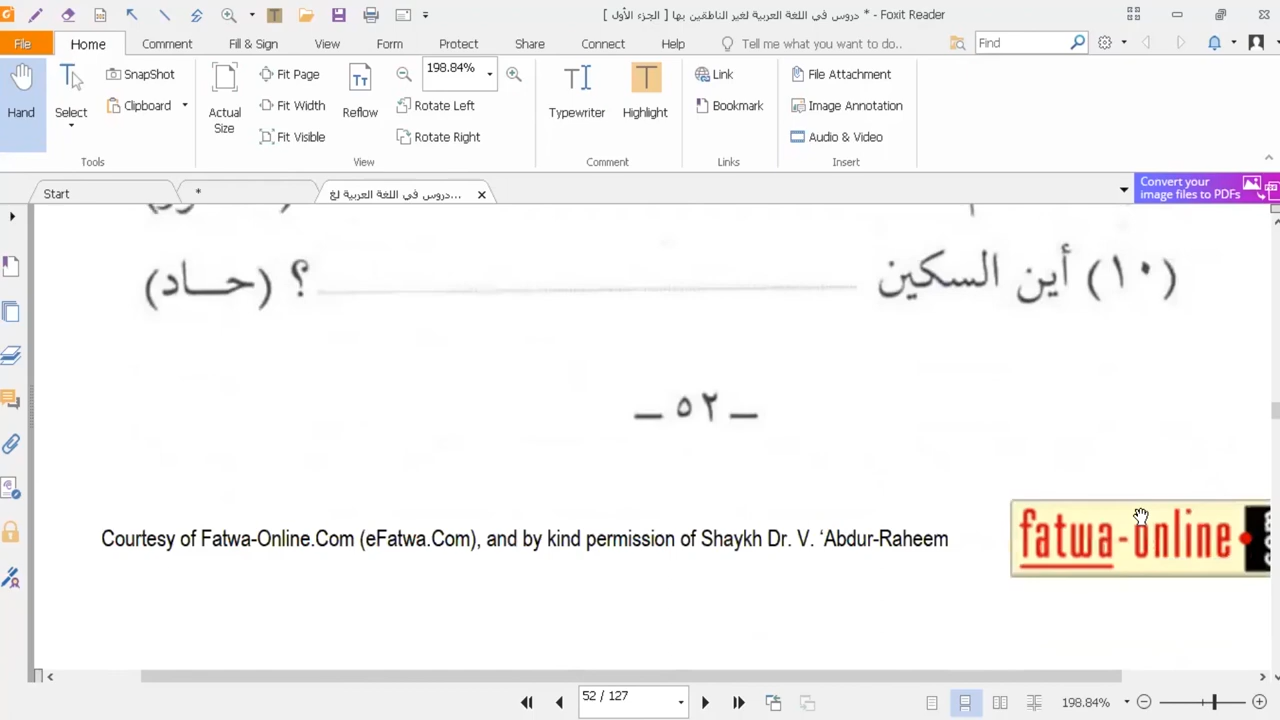 دروس في اللغة العربية لغير الناطقين بها [ الجزء الأول ] * - Foxit Reader
File Home Comment Fill & Sign View Form Protect Share Connect Help Tell me what you want to do.. Find
Hand
Select
SnapShot
Clipboard
Tools
Actual Size
Fit Page
Fit Width
Fit Visible
Reflow
198.84%
Rotate Left
Rotate Right
View
Typewriter
Highlight
Comment
Link
Bookmark
Links
File Attachment
Image Annotation
Audio & Video
Insert
Start
*
دروس في اللغة العربية لغ...
Convert your
image files to PDFs
(١٠) أين السكين ؟ (حاد)
– ٥٢ –
Courtesy of Fatwa-Online.Com (eFatwa.Com), and by kind permission of Shaykh Dr. V. ‘Abdur-Raheem
fatwa-online
52 / 127
198.84%